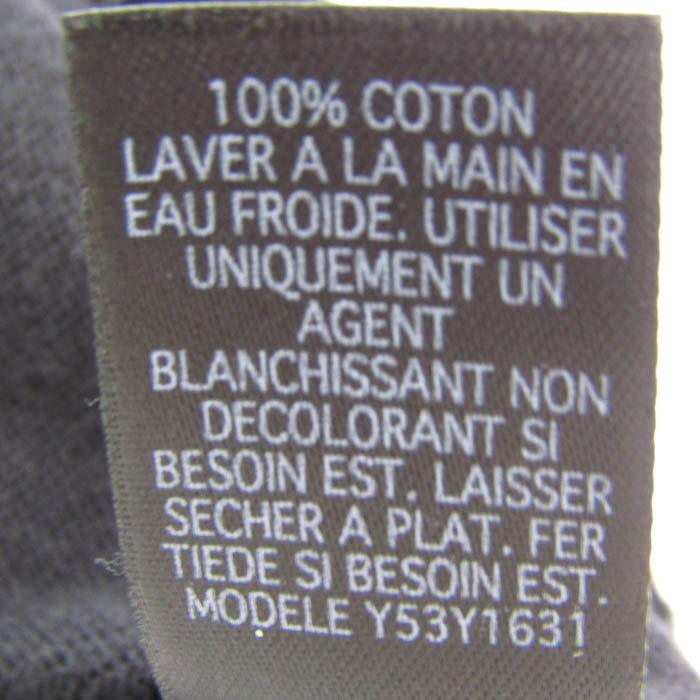 100% COTON
LAVER A LA MAIN EN
EAU FROIDE. UTILISER
UNIQUEMENT UN
AGENT
BLANCHISSANT NON
DECOLORANT SI
BESOIN EST. LAISSER
SECHER A PLAT. FER
TIEDE SI BESOIN EST.
MODELE Y53Y1631